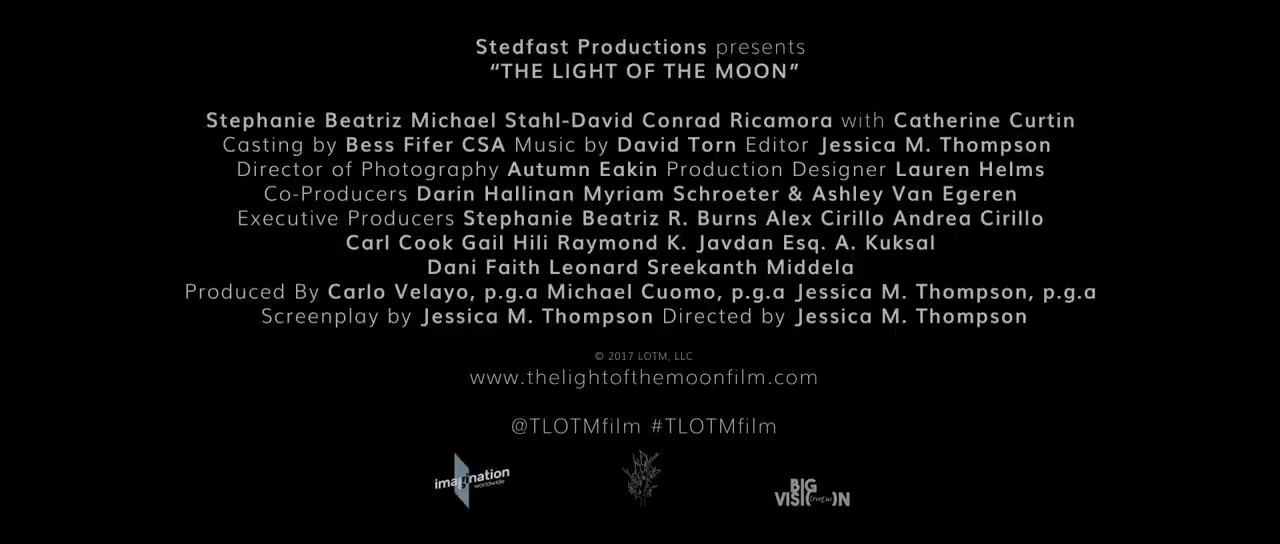 Stedfast Productions presents
“THE LIGHT OF THE MOON”
Stephanie Beatriz Michael Stahl-David Conrad Ricamora with Catherine Curtin
Casting by Bess Fifer CSA Music by David Torn Editor Jessica M. Thompson
Director of Photography Autumn Eakin Production Designer Lauren Helms
Co-Producers Darin Hallinan Myriam Schroeter & Ashley Van Egeren
Executive Producers Stephanie Beatriz R. Burns Alex Cirillo Andrea Cirillo
Carl Cook Gail Hili Raymond K. Javdan Esq. A. Kuksal
Dani Faith Leonard Sreekanth Middela
Produced By Carlo Velayo, p.g.a Michael Cuomo, p.g.a Jessica M. Thompson, p.g.a
Screenplay by Jessica M. Thompson Directed by Jessica M. Thompson
© 2017 LOTM, LLC
www.thelightofthemoonfilm.com
@TLOTMfilm #TLOTMfilm
imagination
worldwide
BIG
VISION